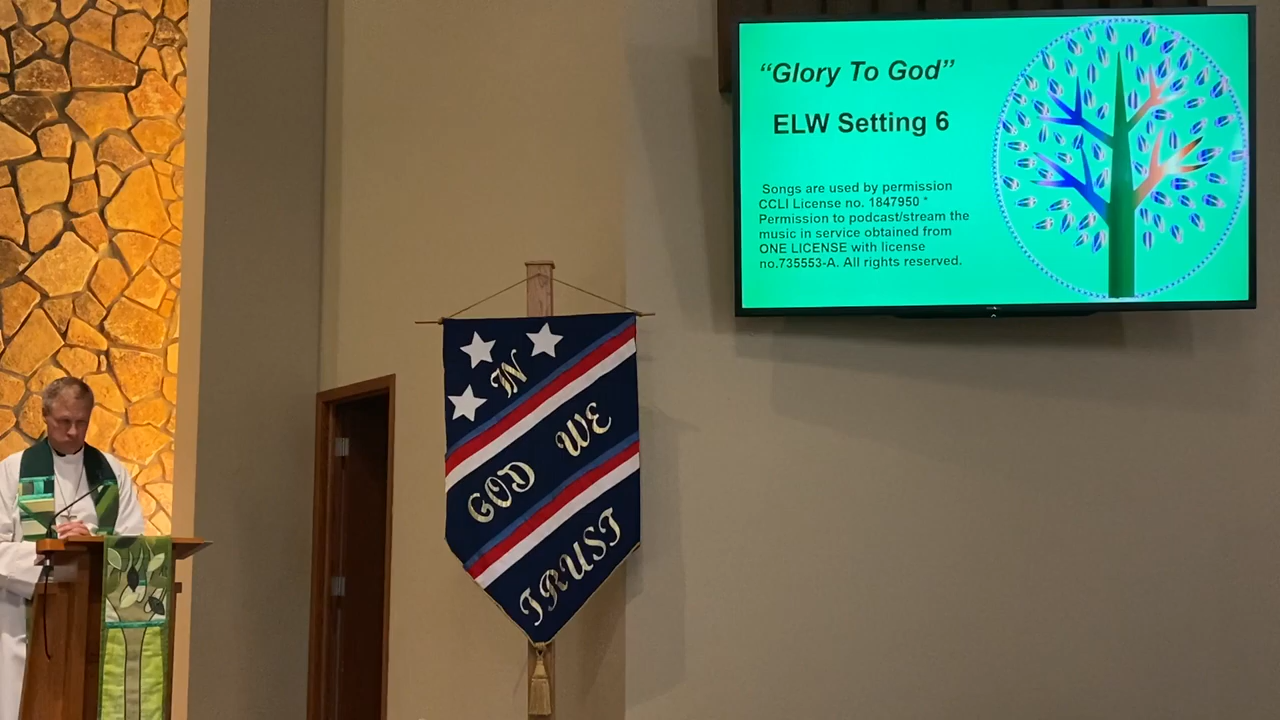 “Glory To God”
ELW Setting 6
Songs are used by permission
CCLI License no. 1847950 *
Permission to podcast/stream the
music in service obtained from
ONE LICENSE with license
no.735553-A. All rights reserved.
IN
GOD WE
TRUST